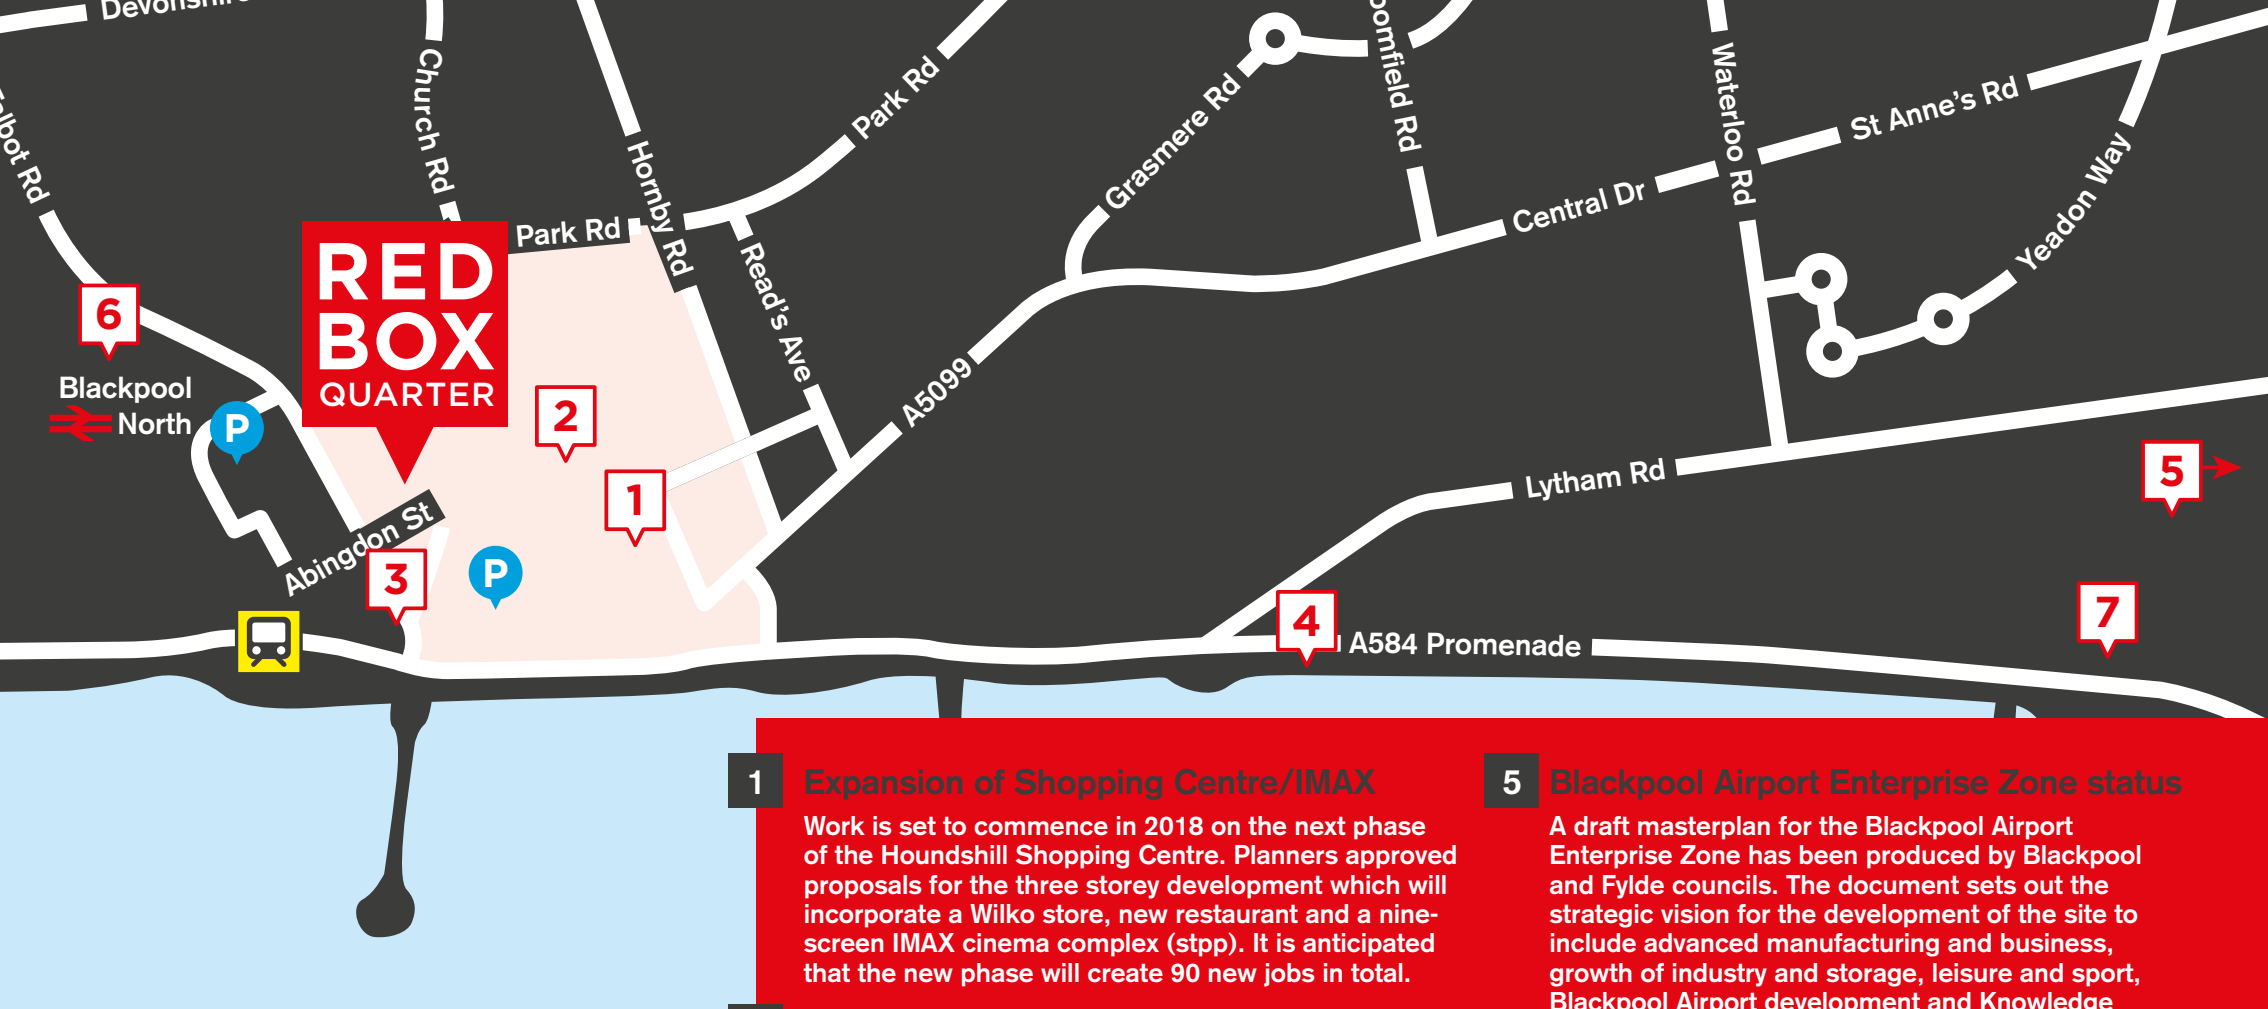 Church Rd
Hornby Rd
Park Rd
Park Rd
Read's Ave
Grasmere Rd
Waterloo Rd
St Anne's Rd
Central Dr
Yeadon Way
A5099
Lytham Rd
Abingdon St
A584 Promenade
RED
BOX
QUARTER
Blackpool
North
P
P
6
2
1
3
4
5
7
1 Expansion of Shopping Centre/IMAX
Work is set to commence in 2018 on the next phase
of the Houndshill Shopping Centre. Planners approved
proposals for the three storey development which will
incorporate a Wilko store, new restaurant and a nine-
screen IMAX cinema complex (stpp). It is anticipated
that the new phase will create 90 new jobs in total.
5 Blackpool Airport Enterprise Zone status
A draft masterplan for the Blackpool Airport
Enterprise Zone has been produced by Blackpool
and Fylde councils. The document sets out the
strategic vision for the development of the site to
include advanced manufacturing and business,
growth of industry and storage, leisure and sport,
Blackpool Airport development and Knowledge